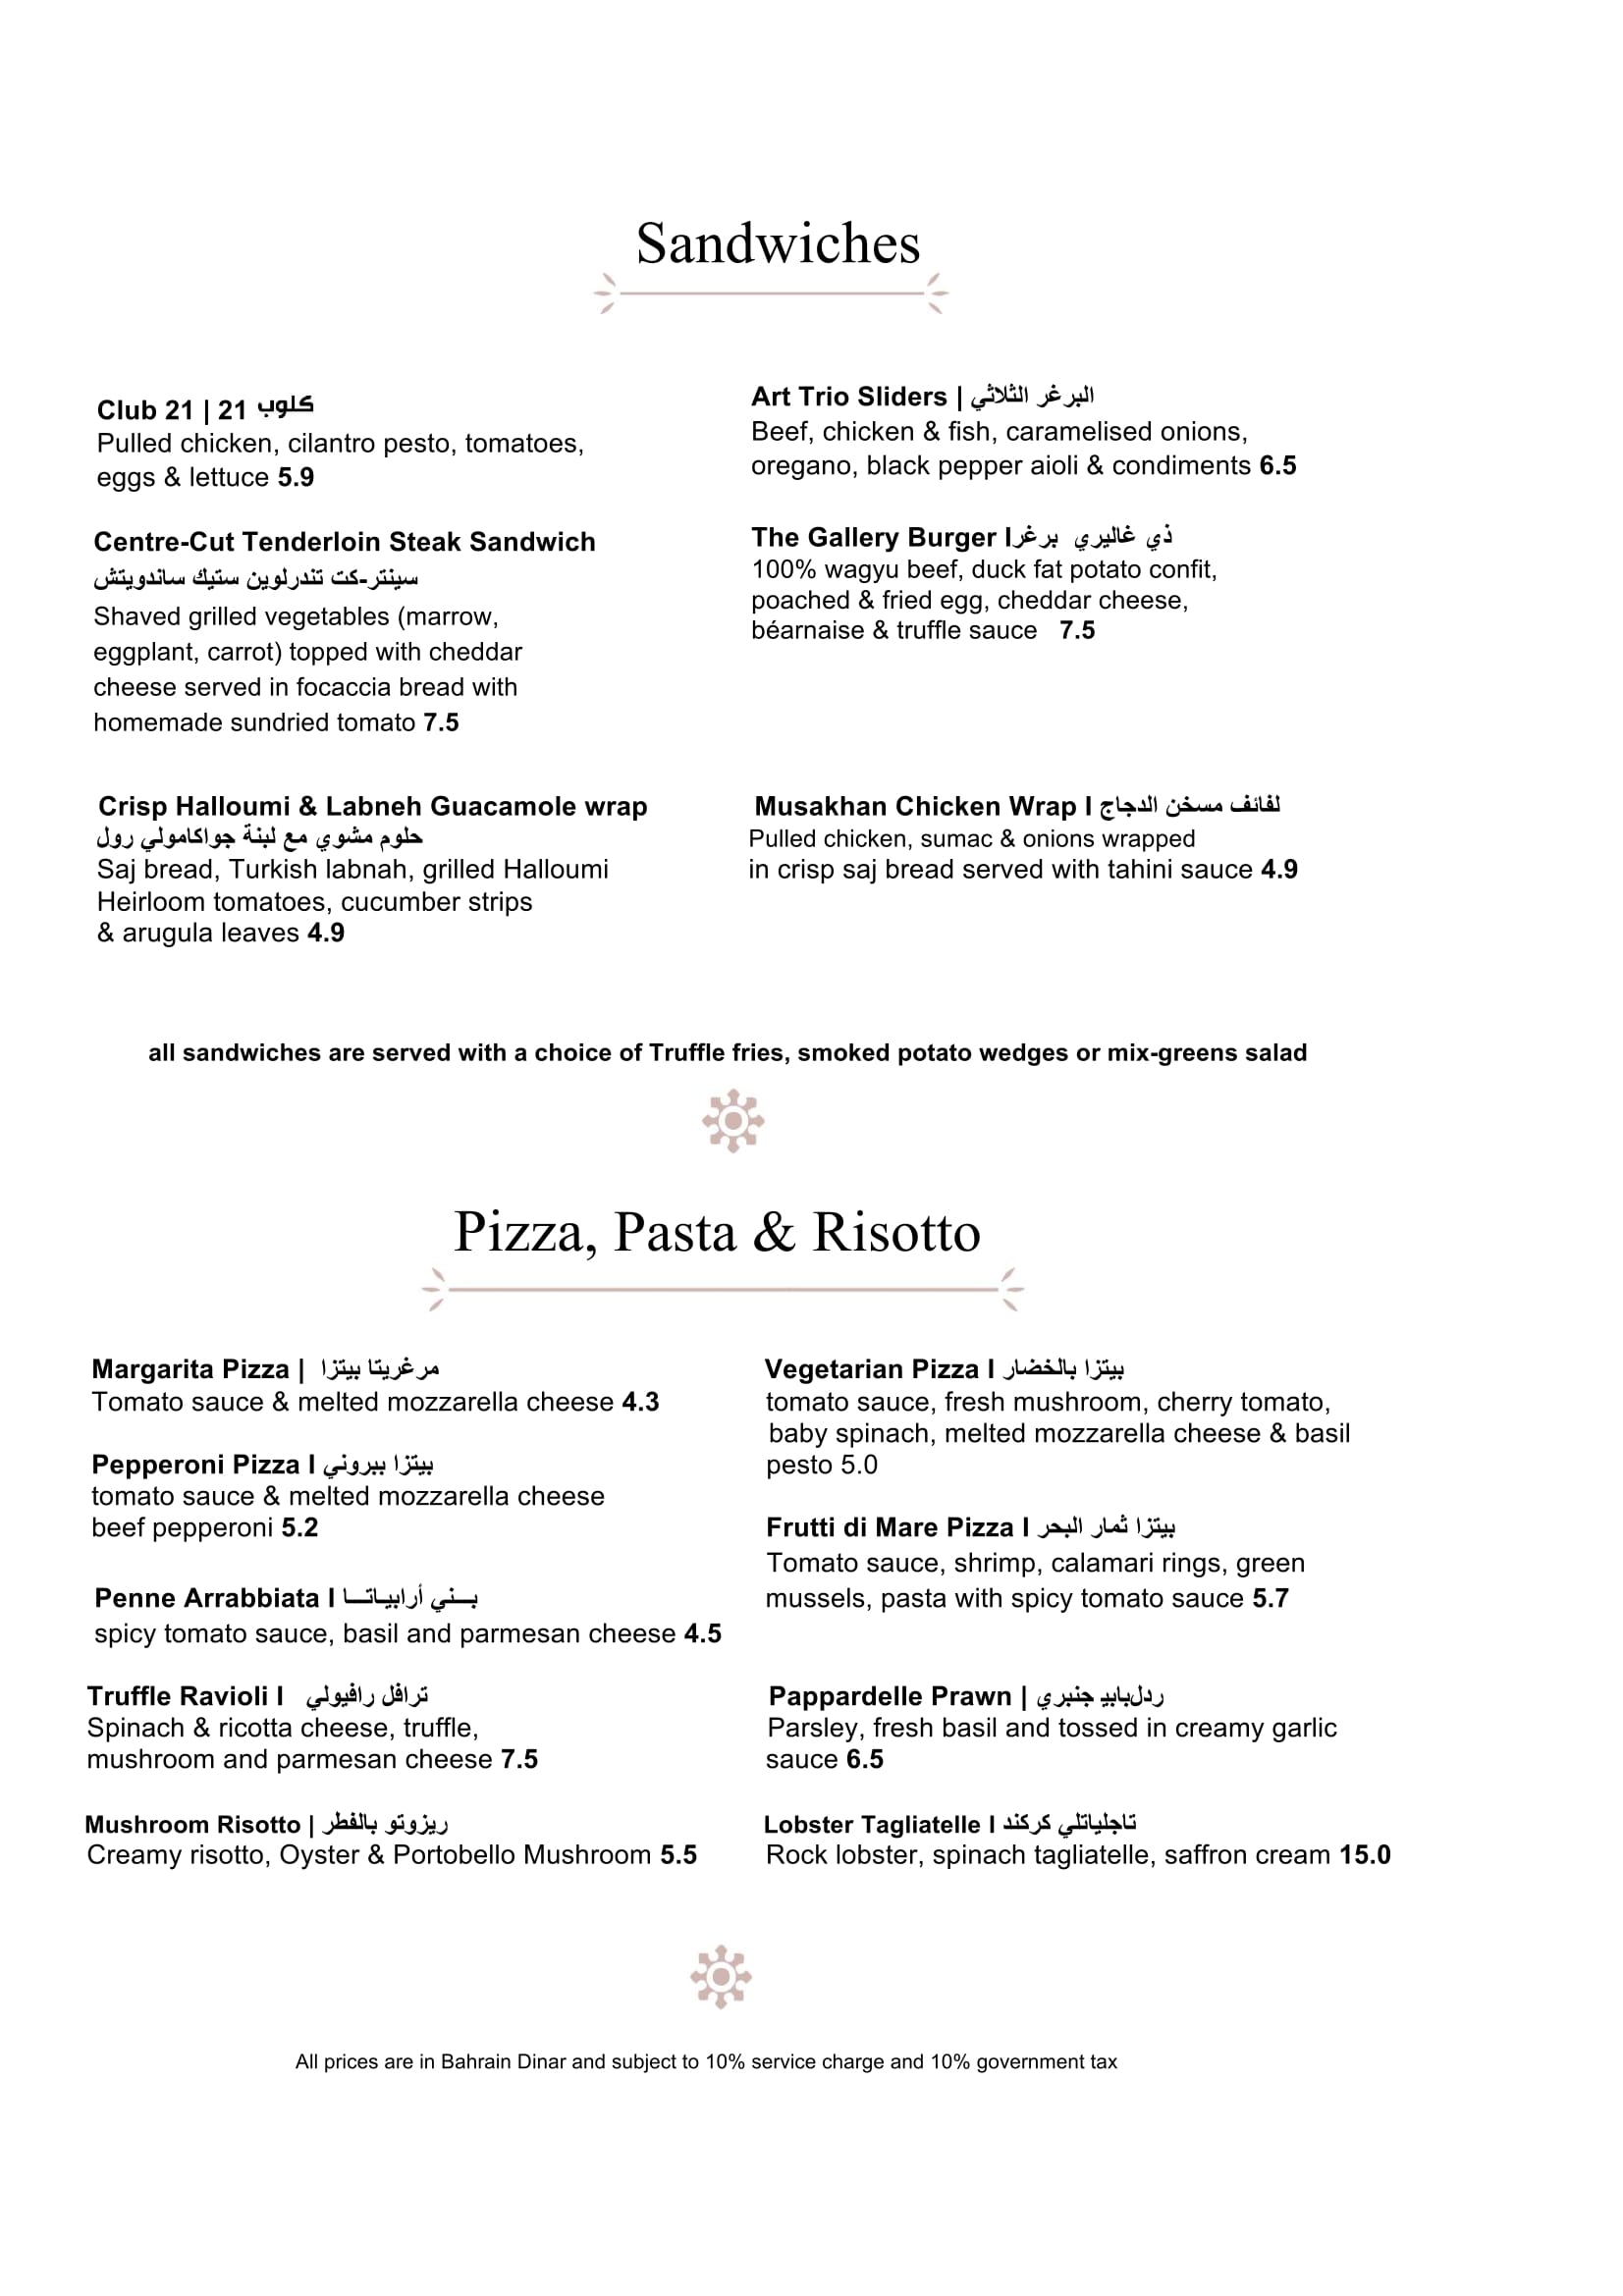 Sandwiches
Club 21 | 21 كلوب
Pulled chicken, cilantro pesto, tomatoes,
eggs & lettuce 5.9
Centre-Cut Tenderloin Steak Sandwich
سينتر-كت تندرلوين ستيك ساندويتش
Shaved grilled vegetables (marrow,
eggplant, carrot) topped with cheddar
cheese served in focaccia bread with
homemade sundried tomato 7.5
Crisp Halloumi & Labneh Guacamole wrap
حلوم مشوي مع لبنة جواكامولي رول
Saj bread, Turkish labnah, grilled Halloumi
Heirloom tomatoes, cucumber strips
& arugula leaves 4.9
Art Trio Sliders | البرغر الثلاثي
Beef, chicken & fish, caramelised onions,
oregano, black pepper aioli & condiments 6.5
The Gallery Burger I ذي غاليري برغر
100% wagyu beef, duck fat potato confit,
poached & fried egg, cheddar cheese,
béarnaise & truffle sauce 7.5
Musakhan Chicken Wrap I لفائف مسخن الدجاج
Pulled chicken, sumac & onions wrapped
in crisp saj bread served with tahini sauce 4.9
all sandwiches are served with a choice of Truffle fries, smoked potato wedges or mix-greens salad
Pizza, Pasta & Risotto
Margarita Pizza | مرغريتا بيتزا
Tomato sauce & melted mozzarella cheese 4.3
Pepperoni Pizza I بيتزا ببروني
tomato sauce & melted mozzarella cheese
beef pepperoni 5.2
Penne Arrabbiata I بـــني أرابيـاتـــا
spicy tomato sauce, basil and parmesan cheese 4.5
Truffle Ravioli I ترافل رافيولي
Spinach & ricotta cheese, truffle,
mushroom and parmesan cheese 7.5
Mushroom Risotto | ريزوتو بالفطر
Creamy risotto, Oyster & Portobello Mushroom 5.5
Vegetarian Pizza I بيتزا بالخضار
tomato sauce, fresh mushroom, cherry tomato,
baby spinach, melted mozzarella cheese & basil
pesto 5.0
Frutti di Mare Pizza I بيتزا ثمار البحر
Tomato sauce, shrimp, calamari rings, green
mussels, pasta with spicy tomato sauce 5.7
Pappardelle Prawn | ردلبابيد جنبري
Parsley, fresh basil and tossed in creamy garlic
sauce 6.5
Lobster Tagliatelle I تاجلياتلي كركند
Rock lobster, spinach tagliatelle, saffron cream 15.0
All prices are in Bahrain Dinar and subject to 10% service charge and 10% government tax